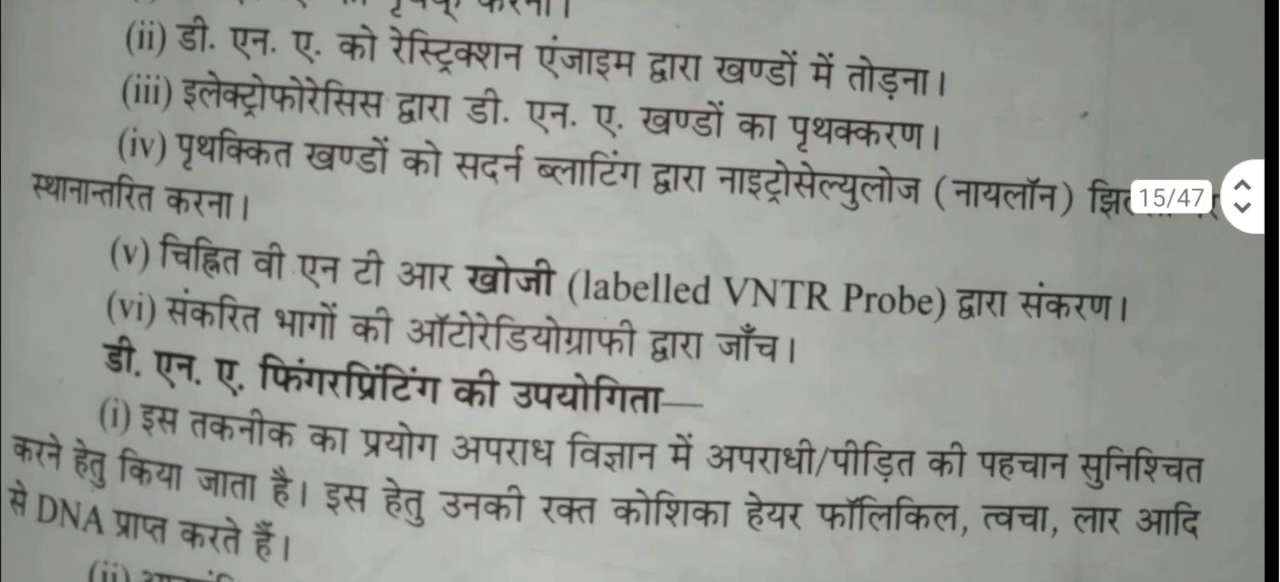 करना।
(ii) डी. एन. ए. को रेस्ट्रिक्शन एंजाइम द्वारा खण्डों में तोड़ना।
(iii) इलेक्ट्रोफोरेसिस द्वारा डी. एन. ए. खण्डों का पृथक्करण।
(iv) पृथक्कित खण्डों को सदर्न ब्लाटिंग द्वारा नाइट्रोसेल्युलोज (नायलॉन)
15/47
स्थानान्तरित करना।
(v) चिह्नित वी एन टी आर खोजी (labelled VNTR Probe) द्वारा संकरण।
(vi) संकरित भागों की ऑटोरेडियोग्राफी द्वारा जाँच।
डी. एन. ए. फिंगरप्रिंटिंग की उपयोगिता—
(i) इस तकनीक का प्रयोग अपराध विज्ञान में अपराधी/पीड़ित की पहचान सुनिश्चित
करने हेतु किया जाता है। इस हेतु उनकी रक्त कोशिका हेयर फॉलिकिल, त्वचा, लार आदि
से DNA प्राप्त करते हैं।
(ii)